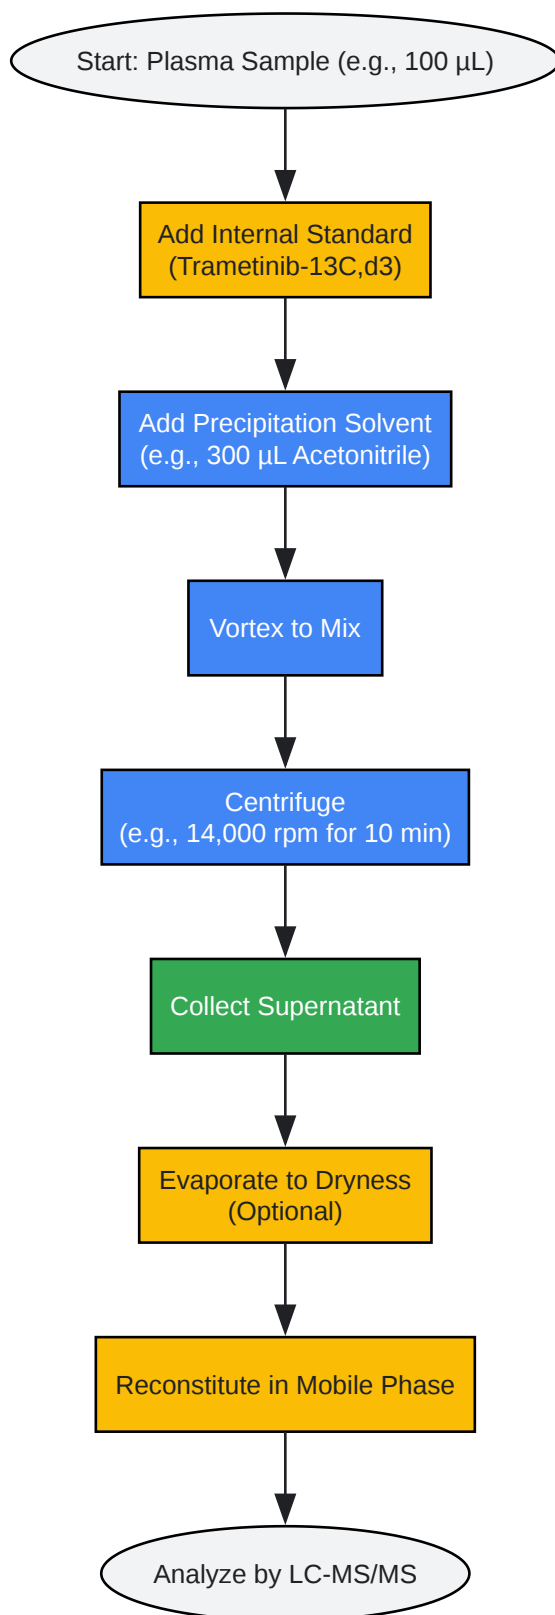 Start: Plasma Sample (e.g., 100 µL)
Add Internal Standard
(Trametinib-13C,d3)
Add Precipitation Solvent
(e.g., 300 µL Acetonitrile)
Vortex to Mix
Centrifuge
(e.g., 14,000 rpm for 10 min)
Collect Supernatant
Evaporate to Dryness
(Optional)
Reconstitute in Mobile Phase
Analyze by LC-MS/MS